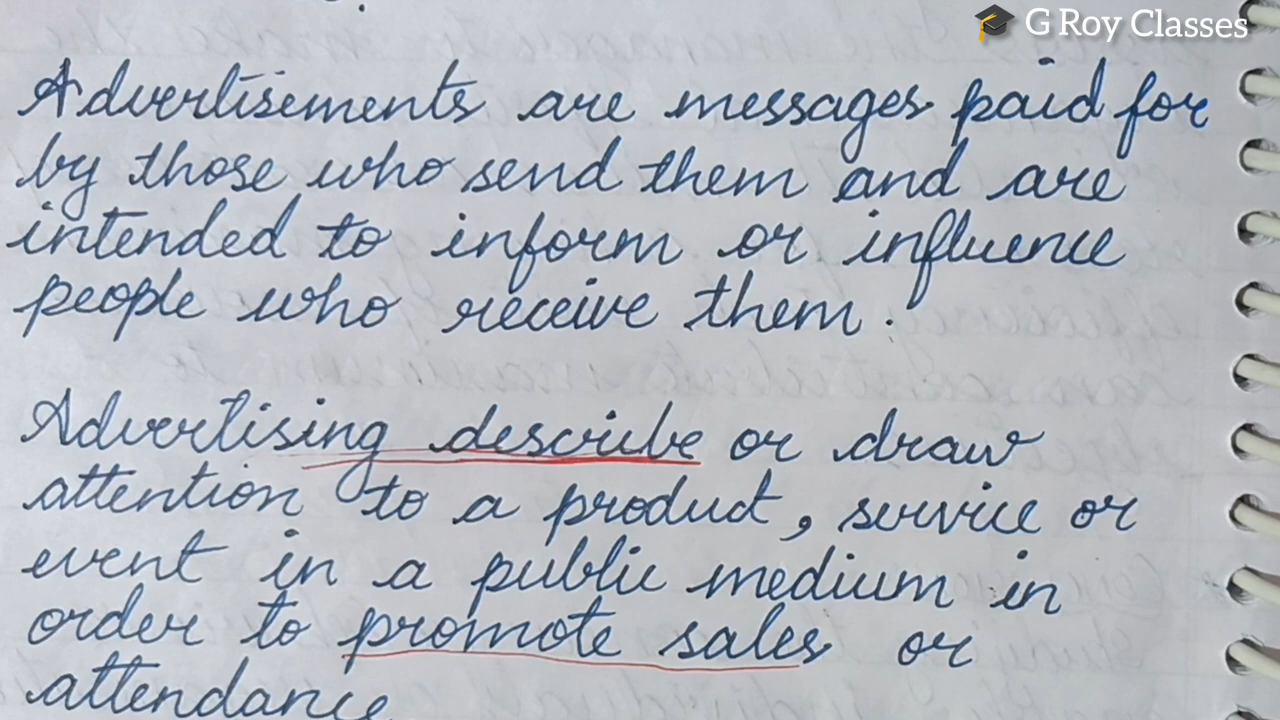 G Roy Classes
Advertisements are messages paid for
by those who send them and are
intended to inform or influence
people who receive them.
Advertising describe or draw
attention to a product, service or
event in a public medium in
order to promote sales or
attendance